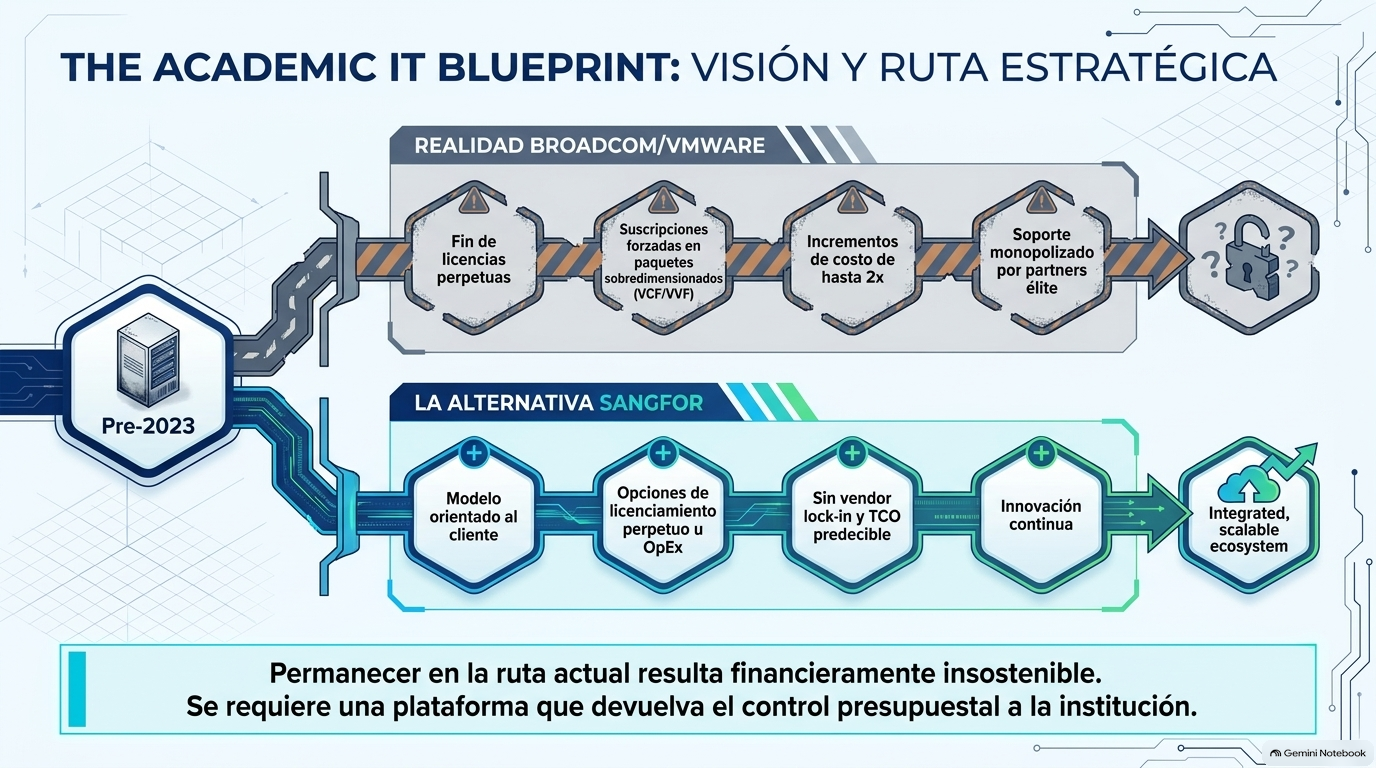 THE ACADEMIC IT BLUEPRINT: VISIÓN Y RUTA ESTRATÉGICA
REALIDAD BROADCOM/VMWARE
Fin de
licencias
perpetuas
Suscripciones
forzadas en
paquetes
sobredimensionados
(VCF/VVF)
Incrementos
de costo de
hasta 2x
Soporte
monopolizado
por partners
élite
? ? ? ?
Pre-2023
LA ALTERNATIVA SANGFOR
Modelo
orientado al
cliente
Opciones de
licenciamiento
perpetuo u
OpEx
Sin vendor
lock-in y TCO
predecible
Innovación
continua
Integrated,
scalable
ecosystem
Permanecer en la ruta actual resulta financieramente insostenible.
Se requiere una plataforma que devuelva el control presupuestal a la institución.
Gemini Notebook